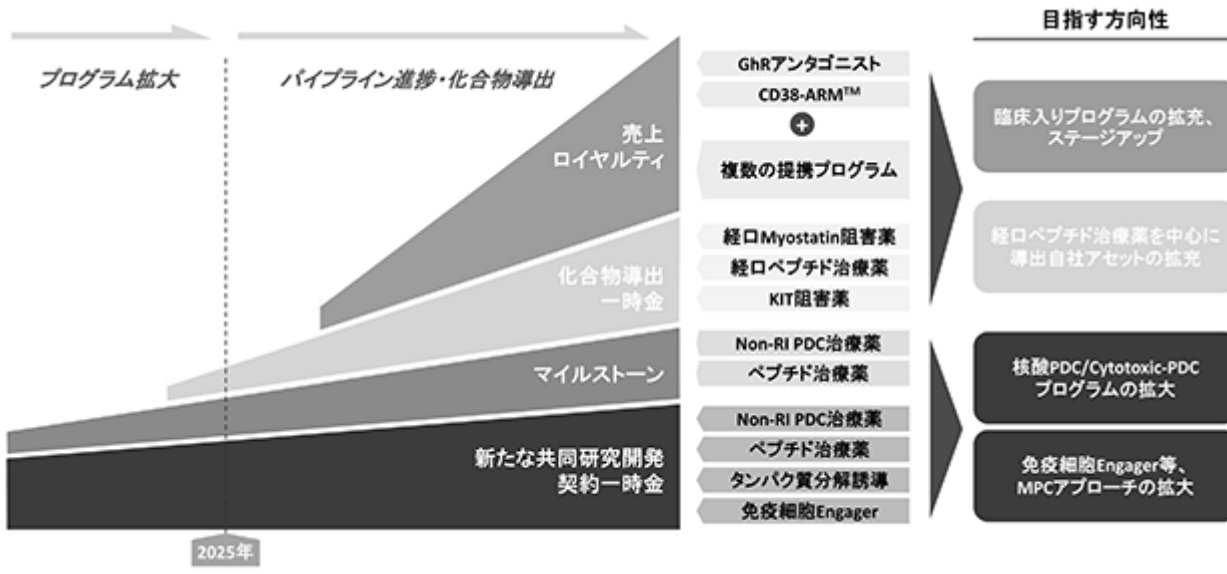 プログラム拡大
パイプライン進捗・化合物導出
売上
ロイヤルティ
化合物導出
一時金
マイルストーン
新たな共同研究開発
契約一時金
2025年
GhRアンタゴニスト
CD38-ARM™
+
複数の提携プログラム
経口Myostatin阻害薬
経口ペプチド治療薬
KIT阻害薬
Non-RI PDC治療薬
ペプチド治療薬
Non-RI PDC治療薬
ペプチド治療薬
タンパク質分解誘導
免疫細胞Engager
目指す方向性
臨床入りプログラムの拡充、
ステージアップ
経口ペプチド治療薬を中心に
導出自社アセットの拡充
核酸PDC/Cytotoxic-PDC
プログラムの拡大
免疫細胞Engager等、
MPCアプローチの拡大